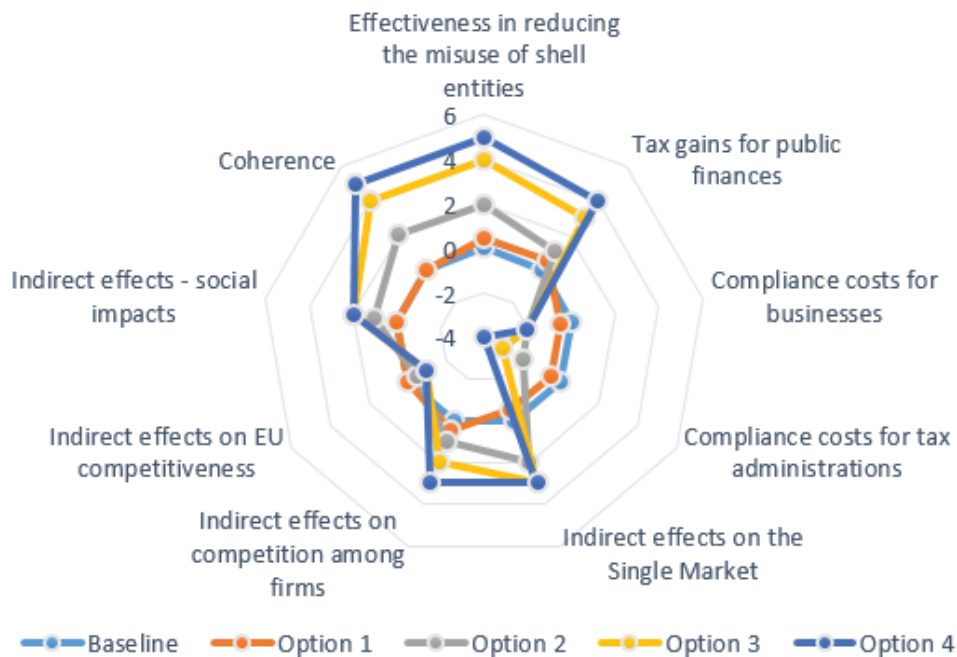 Effectiveness in reducing
the misuse of shell
entities
6
4
2
0
-2
-4
Tax gains for public
finances
Compliance costs for
businesses
Compliance costs for tax
administrations
Indirect effects on the
Single Market
Indirect effects on
competition among
firms
Indirect effects on EU
competitiveness
Indirect effects - social
impacts
Coherence
Baseline
Option 1
Option 2
Option 3
Option 4